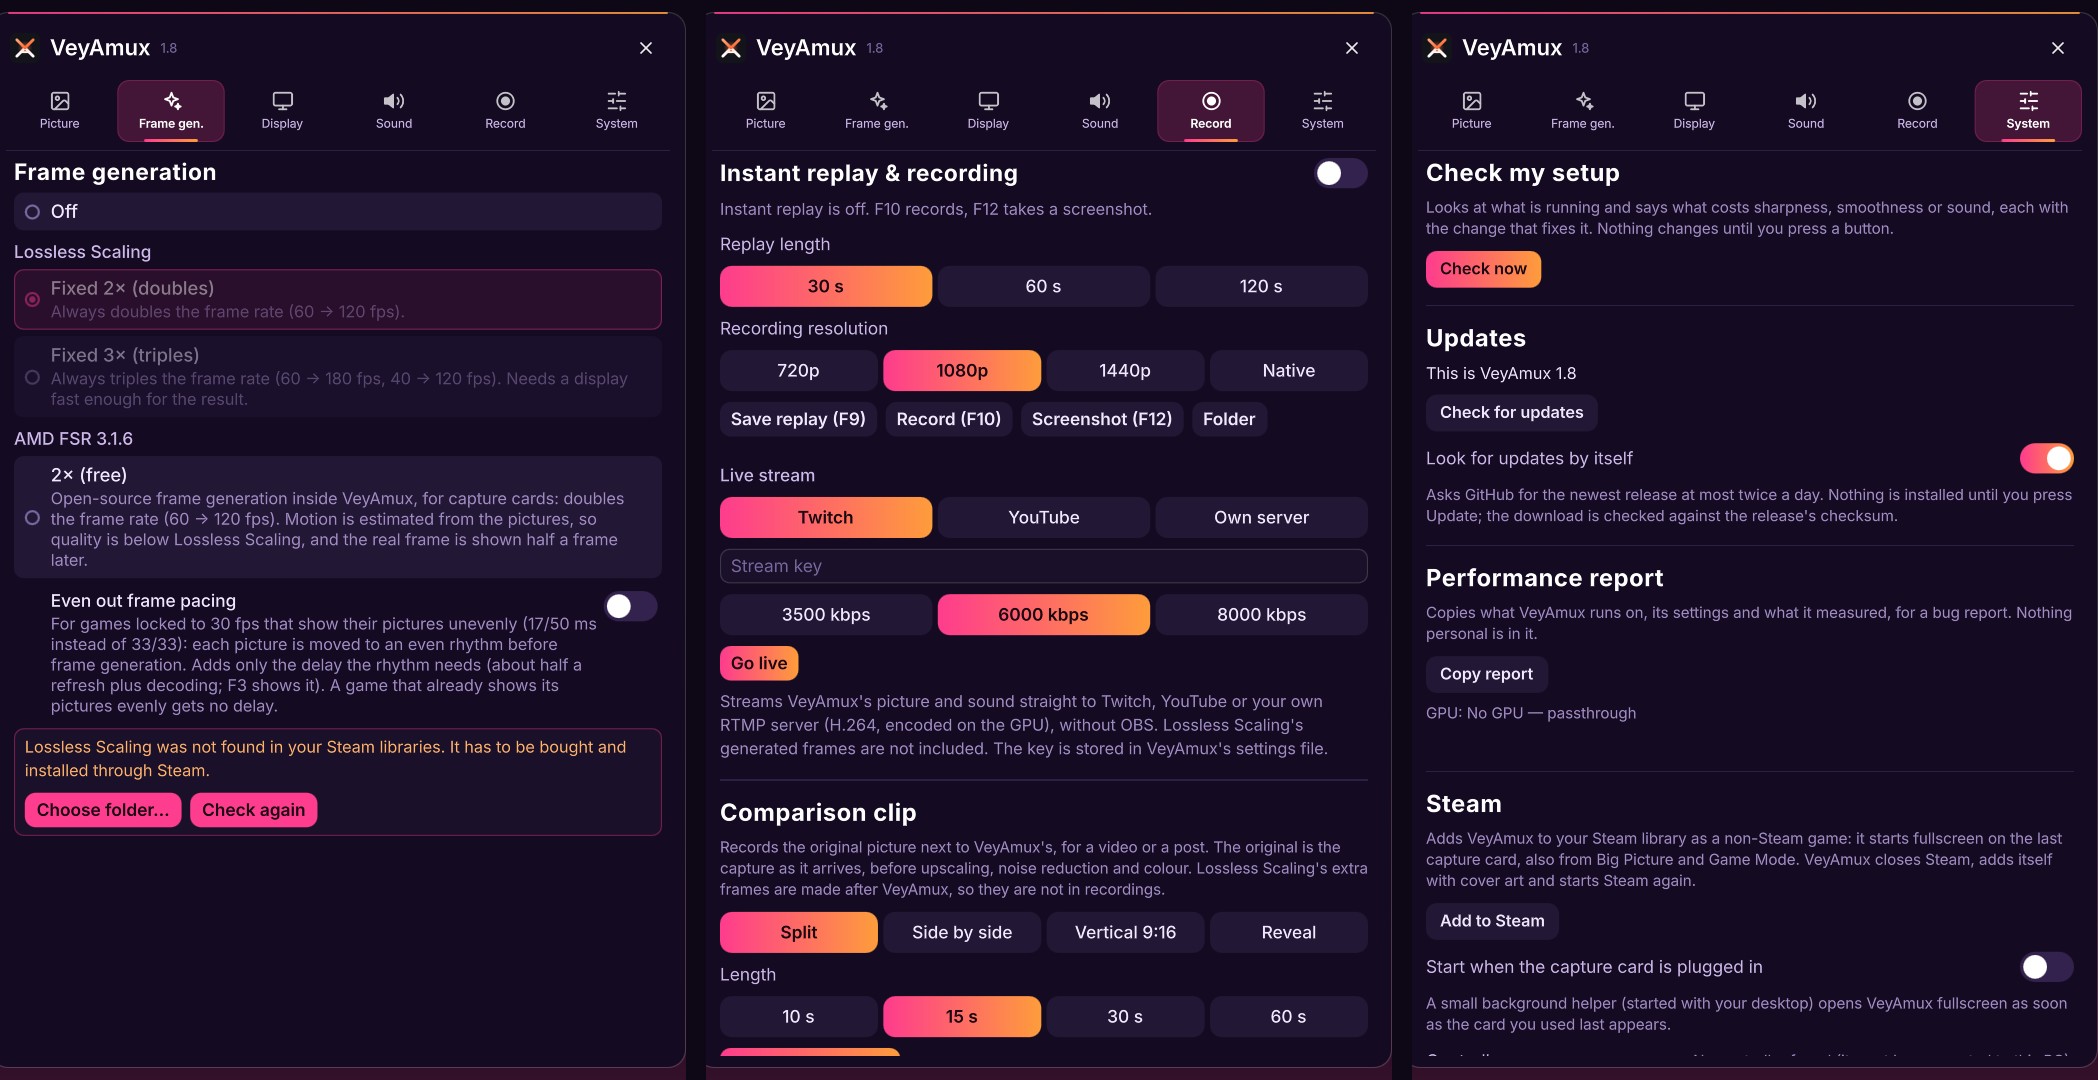 VeyAmux 1.8
Picture
Frame gen.
Display
Sound
Record
System
Frame generation
Off
Lossless Scaling
Fixed 2× (doubles)
Always doubles the frame rate (60 → 120 fps).
Fixed 3× (triples)
Always triples the frame rate (60 → 180 fps, 40 → 120 fps). Needs a display
fast enough for the result.
AMD FSR 3.1.6
2× (free)
Open-source frame generation inside VeyAmux, for capture cards: doubles
the frame rate (60 → 120 fps). Motion is estimated from the pictures, so
quality is below Lossless Scaling, and the real frame is shown half a frame
later.
Even out frame pacing
For games locked to 30 fps that show their pictures unevenly (17/50 ms
instead of 33/33): each picture is moved to an even rhythm before
frame generation. Adds only the delay the rhythm needs (about half a
refresh plus decoding; F3 shows it). A game that already shows its
pictures evenly gets no delay.
Lossless Scaling was not found in your Steam libraries. It has to be bought and
installed through Steam.
Choose folder...
Check again
VeyAmux 1.8
Picture
Frame gen.
Display
Sound
Record
System
Instant replay & recording
Instant replay is off. F10 records, F12 takes a screenshot.
Replay length
30 s
60 s
120 s
Recording resolution
720p
1080p
1440p
Native
Save replay (F9)
Record (F10)
Screenshot (F12)
Folder
Live stream
Twitch
YouTube
Own server
Stream key
3500 kbps
6000 kbps
8000 kbps
Go live
Streams VeyAmux's picture and sound straight to Twitch, YouTube or your own
RTMP server (H.264, encoded on the GPU), without OBS. Lossless Scaling's
generated frames are not included. The key is stored in VeyAmux's settings file.
Comparison clip
Records the original picture next to VeyAmux's, for a video or a post. The original is the
capture as it arrives, before upscaling, noise reduction and colour. Lossless Scaling's extra
frames are made after VeyAmux, so they are not in recordings.
Split
Side by side
Vertical 9:16
Reveal
Length
10 s
15 s
30 s
60 s
VeyAmux 1.8
Picture
Frame gen.
Display
Sound
Record
System
Check my setup
Looks at what is running and says what costs sharpness, smoothness or sound, each with
the change that fixes it. Nothing changes until you press a button.
Check now
Updates
This is VeyAmux 1.8
Check for updates
Look for updates by itself
Asks GitHub for the newest release at most twice a day. Nothing is installed until you press
Update; the download is checked against the release's checksum.
Performance report
Copies what VeyAmux runs on, its settings and what it measured, for a bug report. Nothing
personal is in it.
Copy report
GPU: No GPU — passthrough
Steam
Adds VeyAmux to your Steam library as a non-Steam game: it starts fullscreen on the last
capture card, also from Big Picture and Game Mode. VeyAmux closes Steam, adds itself
with cover art and starts Steam again.
Add to Steam
Start when the capture card is plugged in
A small background helper (started with your desktop) opens VeyAmux fullscreen as soon
as the card you used last appears.